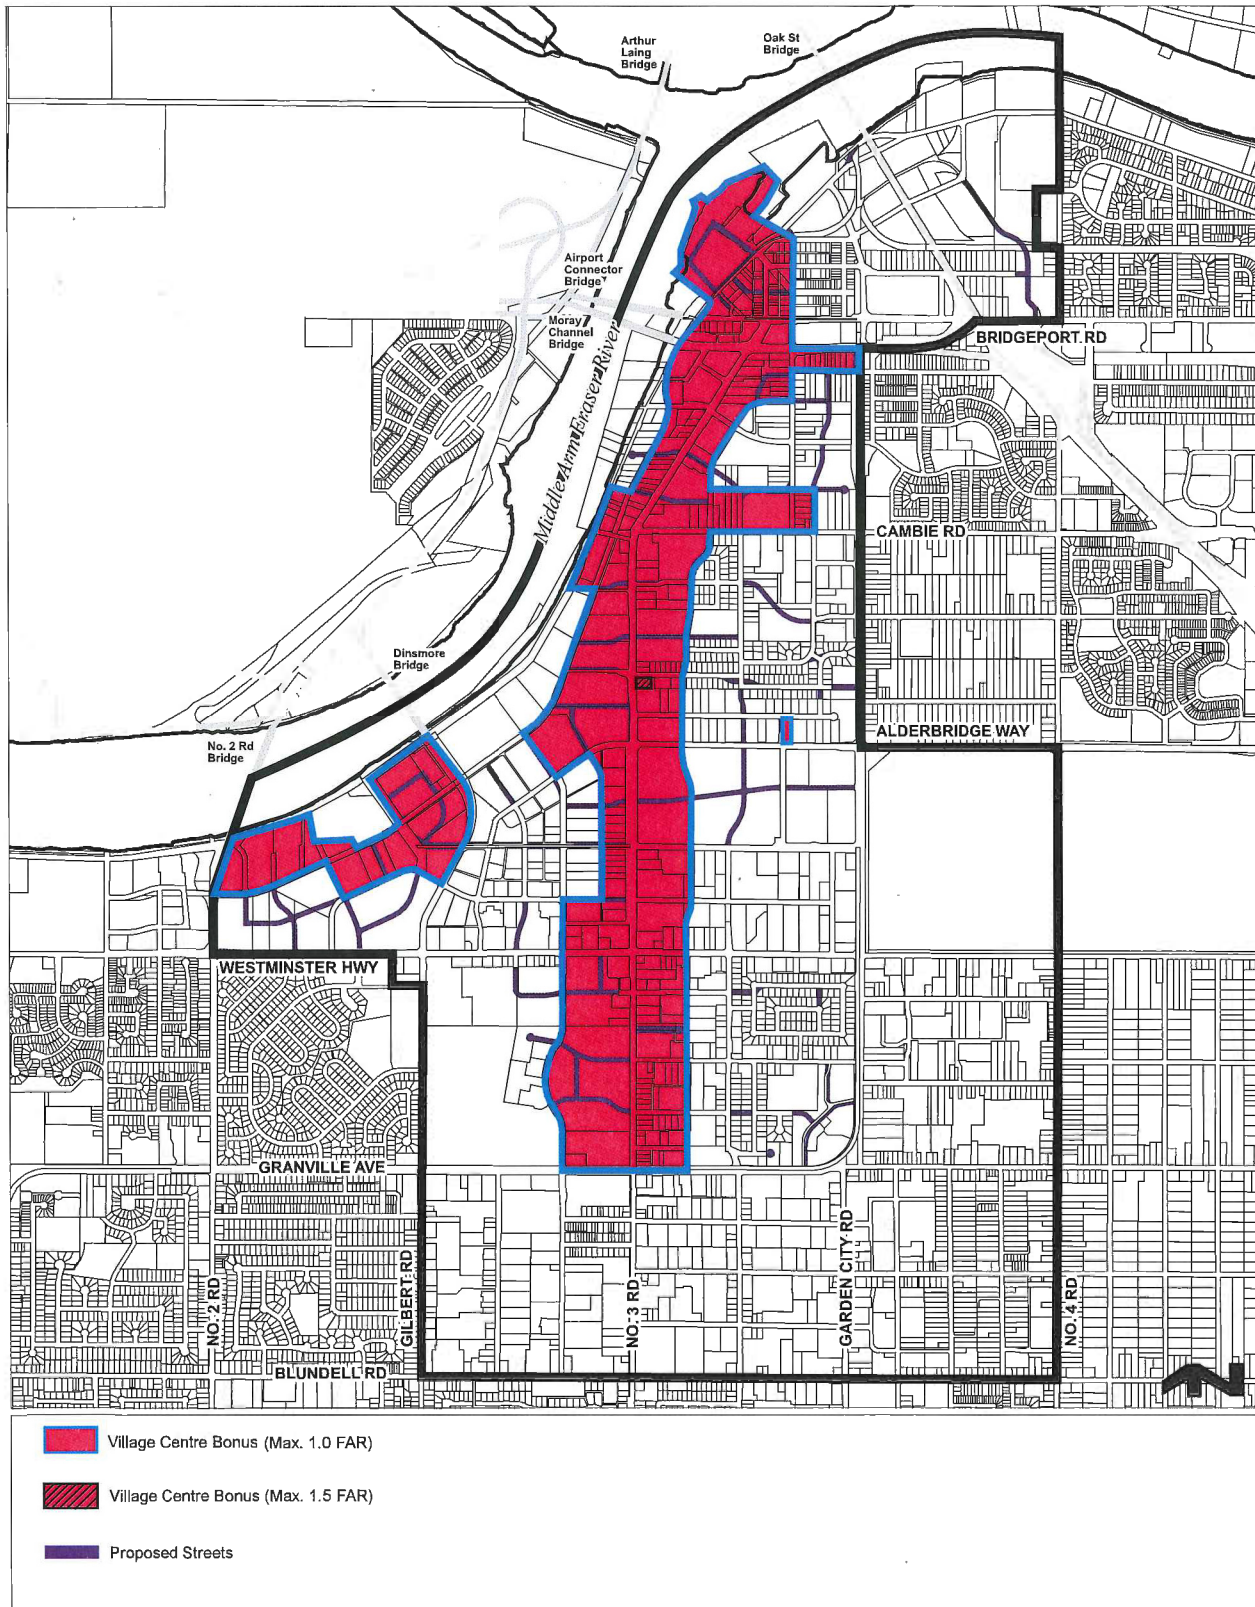 Arthur
Laing
Bridge
Oak St
Bridge
Airport
Connector
Bridge
Moray
Channel
Bridge
Middle Arm Fraser River
BRIDGEPORT RD
CAMBIE RD
Dinsmore
Bridge
No. 2 Rd
Bridge
ALDERBRIDGE WAY
WESTMINSTER HWY
GRANVILLE AVE
NO. 2 RD
GILBERT RD
NO. 3 RD
GARDEN CITY RD
NO. 4 RD
BLUNDELL RD
Village Centre Bonus (Max. 1.0 FAR)
Village Centre Bonus (Max. 1.5 FAR)
Proposed Streets